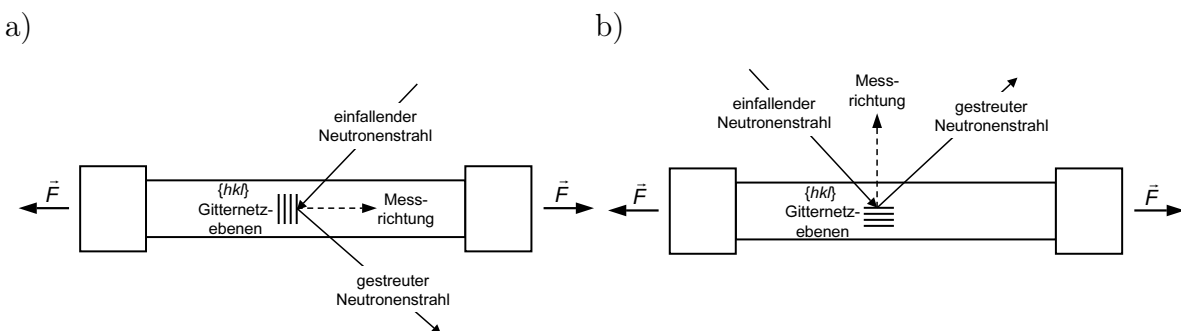 a)
einfallender
Neutronenstrahl
{hkl}
Gitternetz-
ebenen
Mess-
richtung
gestreuter
Neutronenstrahl
F⃗
F⃗
b)
Mess-
richtung
einfallender
Neutronenstrahl
gestreuter
Neutronenstrahl
{hkl}
Gitternetz-
ebenen
F⃗
F⃗